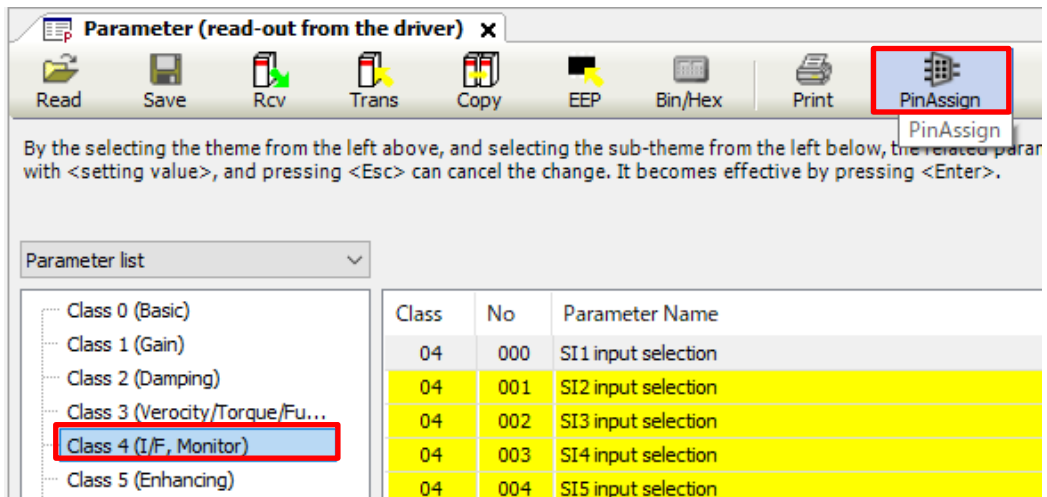 Parameter (read-out from the driver) x
Read Save Rcv Trans Copy EEP Bin/Hex Print PinAssign
PinAssign
By the selecting the theme from the left above, and selecting the sub-theme from the left below, the related param
with <setting value>, and pressing <Esc> can cancel the change. It becomes effective by pressing <Enter>.
Parameter list
Class 0 (Basic)
Class 1 (Gain)
Class 2 (Damping)
Class 3 (Verocity/Torque/Fu...
Class 4 (I/F, Monitor)
Class 5 (Enhancing)
Class No Parameter Name
04 000 SI1 input selection
04 001 SI2 input selection
04 002 SI3 input selection
04 003 SI4 input selection
04 004 SI5 input selection